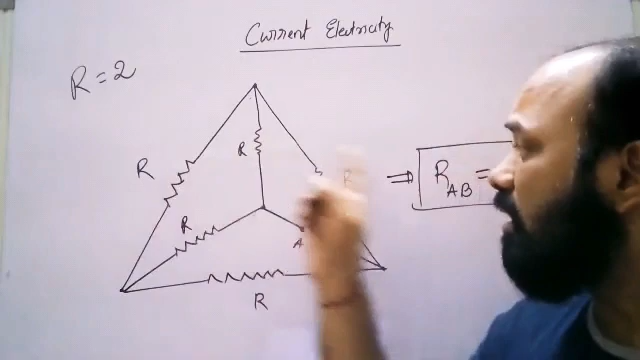 Current Electricity
R = 2
R
R
R
⇒ R_AB =
R
A
R